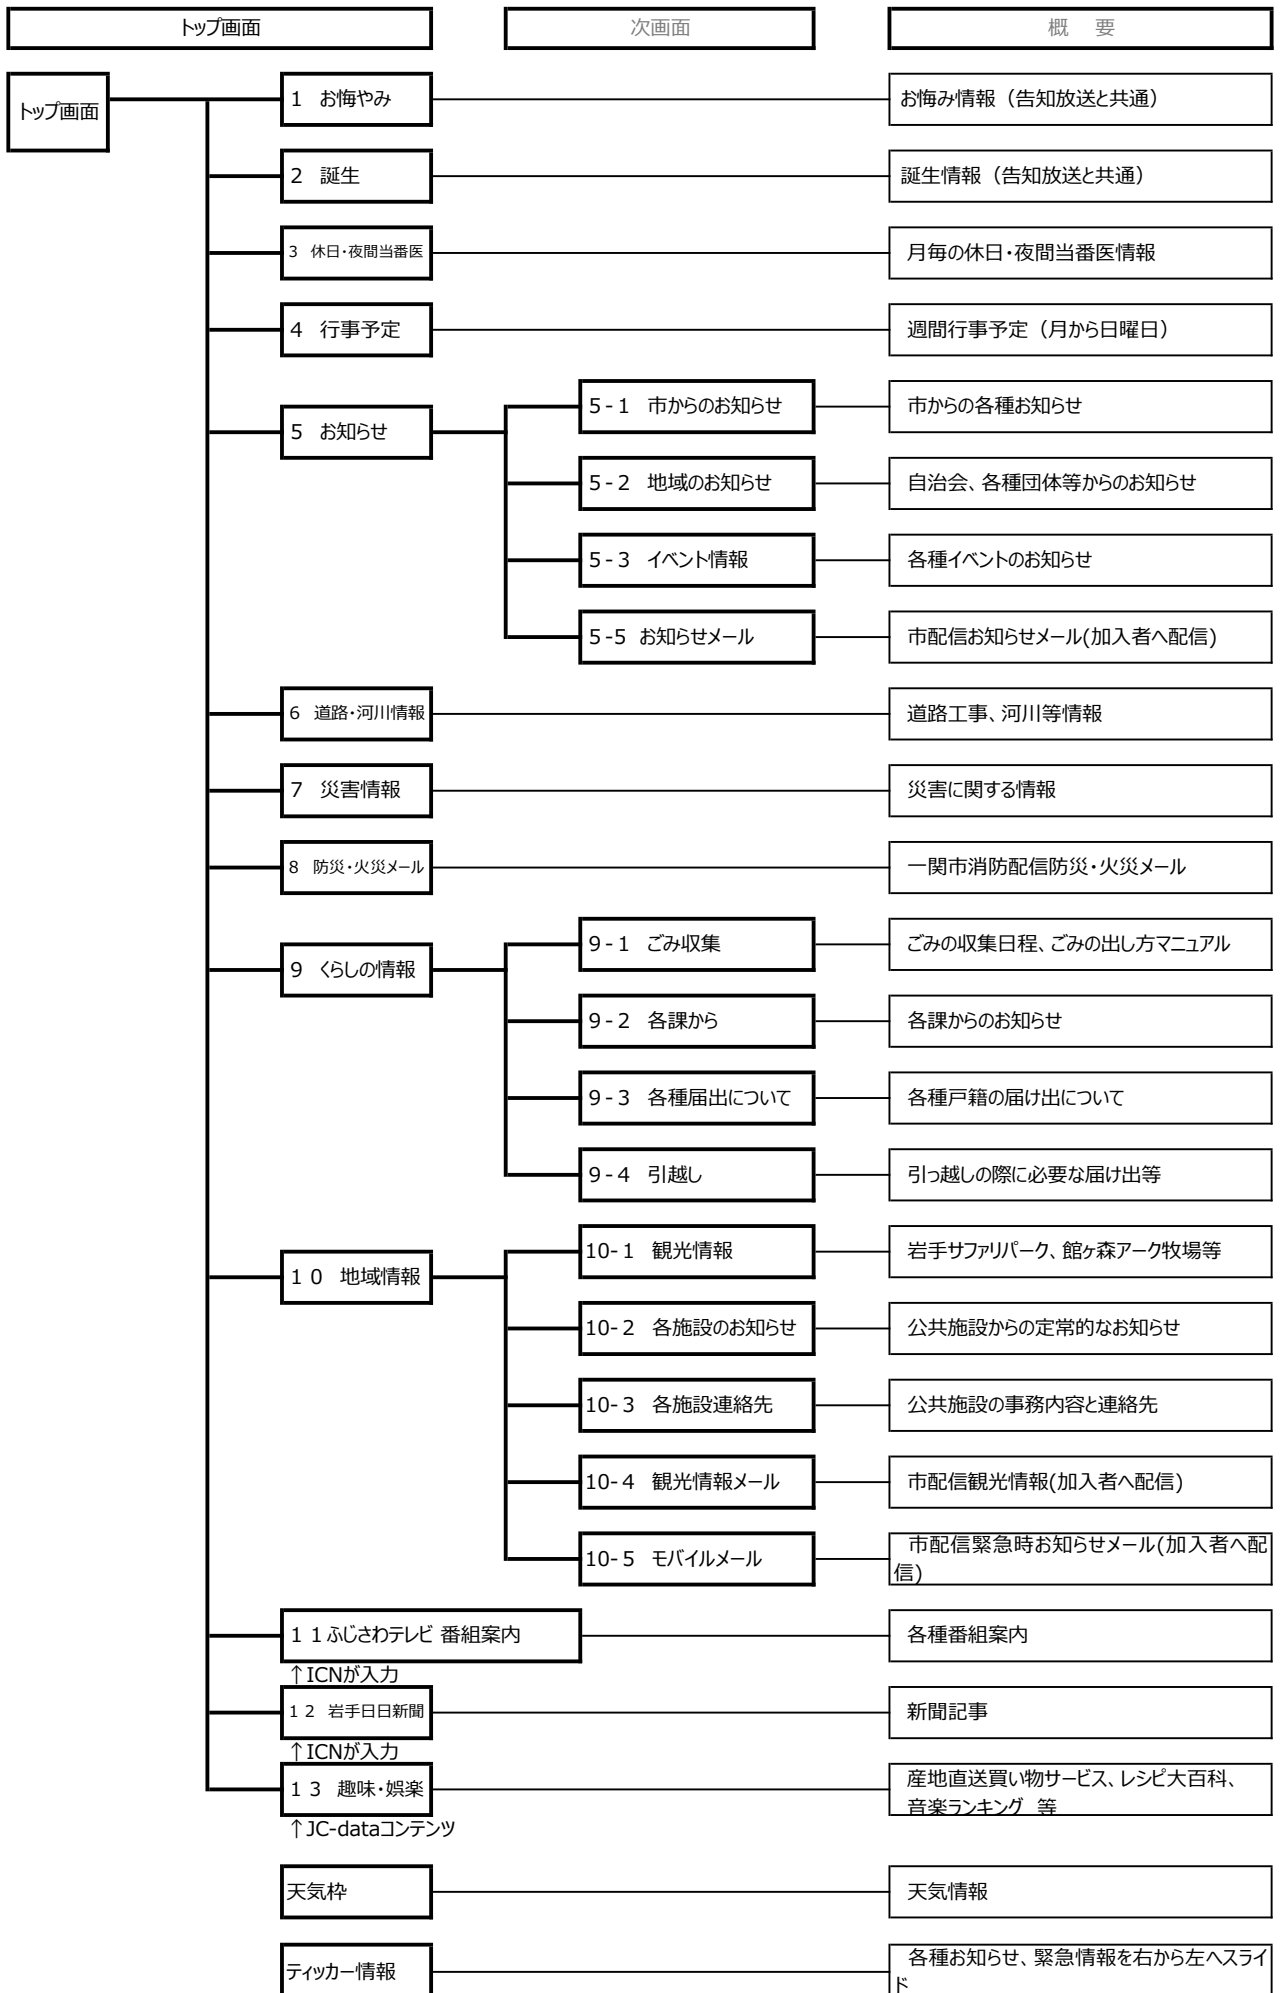 トップ画面 次画面 概　要
トップ画面
1　お悔やみ お悔み情報（告知放送と共通）
2　誕生 誕生情報（告知放送と共通）
3　休日・夜間当番医 月毎の休日・夜間当番医情報
4　行事予定 週間行事予定（月から日曜日）
5　お知らせ
5-1　市からのお知らせ 市からの各種お知らせ
5-2　地域のお知らせ 自治会、各種団体等からのお知らせ
5-3　イベント情報 各種イベントのお知らせ
5-5 お知らせメール 市配信お知らせメール(加入者へ配信)
6　道路・河川情報 道路工事、河川等情報
7　災害情報 災害に関する情報
8　防災・火災メール 一関市消防配信防災・火災メール
9　くらしの情報
9-1　ごみ収集 ごみの収集日程、ごみの出し方マニュアル
9-2　各課から 各課からのお知らせ
9-3　各種届出について 各種戸籍の届け出について
9-4　引越し 引っ越しの際に必要な届け出等
１０　地域情報
10-1　観光情報 岩手サファリパーク、館ヶ森アーク牧場等
10-2　各施設のお知らせ 公共施設からの定常的なお知らせ
10-3　各施設連絡先 公共施設の事務内容と連絡先
10-4　観光情報メール 市配信観光情報(加入者へ配信)
10-5　モバイルメール 市配信緊急時お知らせメール(加入者へ配
信)
１１ふじさわテレビ 番組案内 各種番組案内
↑ICNが入力
１２　岩手日日新聞 新聞記事
↑ICNが入力
１３　趣味・娯楽 産地直送買い物サービス、レシピ大百科、
音楽ランキング　等
↑JC-dataコンテンツ
天気枠 天気情報
ティッカー情報 各種お知らせ、緊急情報を右から左へスライ
ド